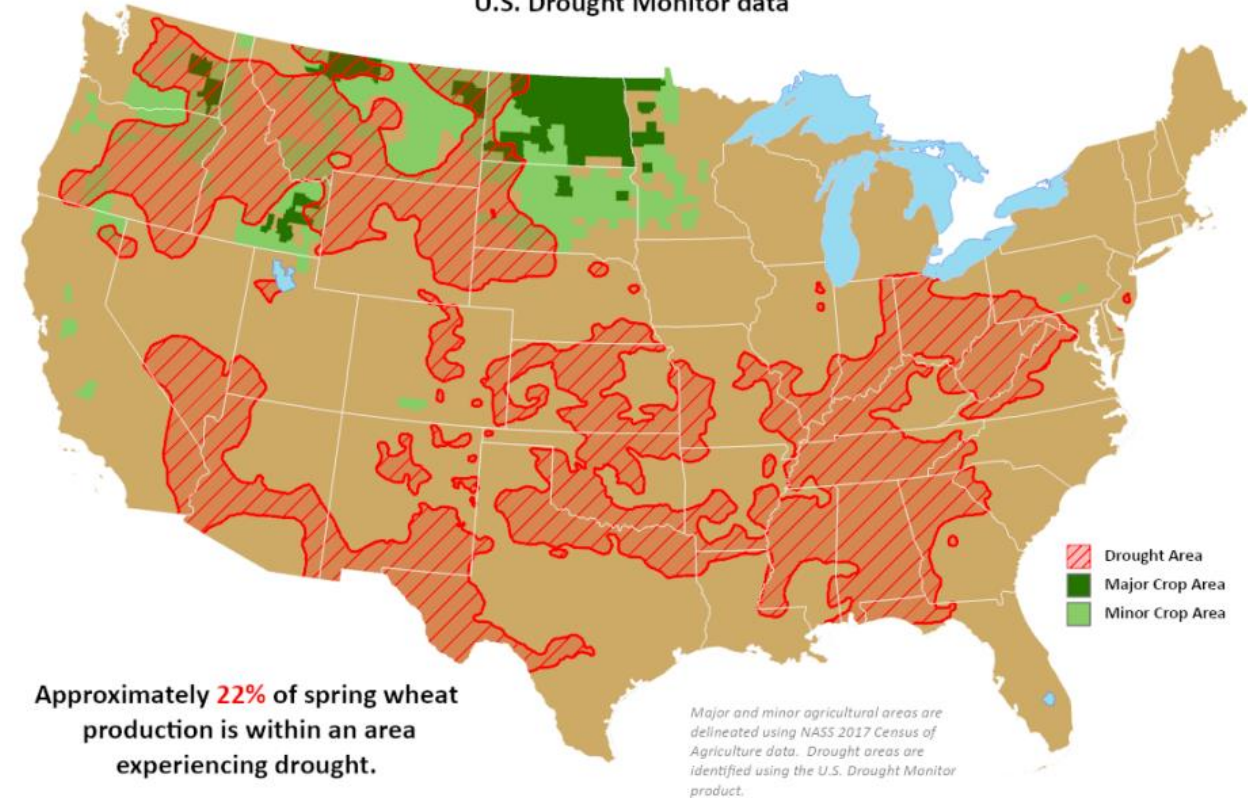 U.S. Drought Monitor data
Drought Area
Major Crop Area
Minor Crop Area
Approximately 22% of spring wheat
production is within an area
experiencing drought.
Major and minor agricultural areas are
delineated using NASS 2017 Census of
Agriculture data. Drought areas are
identified using the U.S. Drought Monitor
product.